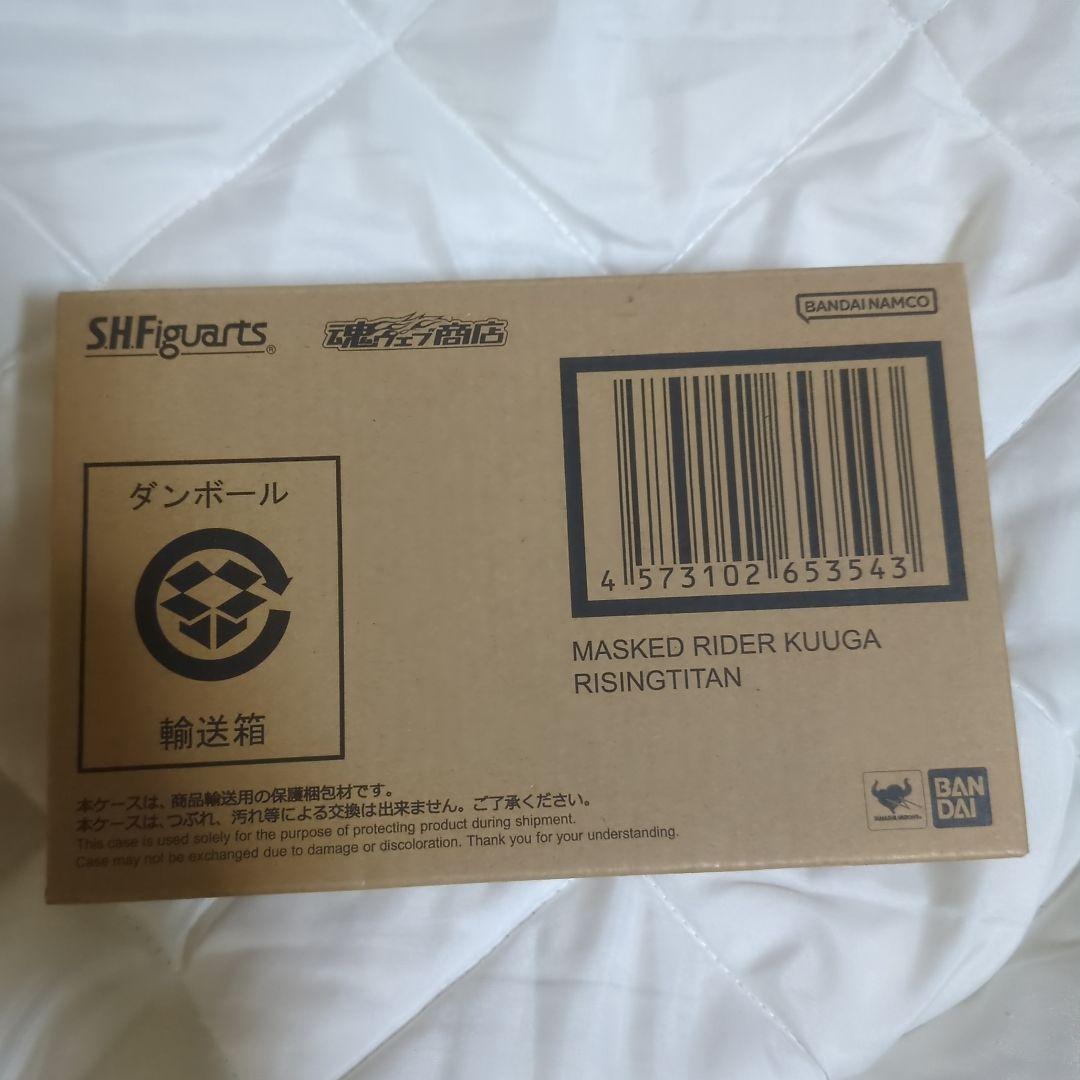 S.H.Figuarts®
魂ウェブ商店
BANDAI NAMCO
4 573102 653543
MASKED RIDER KUUGA
RISINGTITAN
ダンボール
輸送箱
本ケースは、商品輸送用の保護梱包材です。
本ケースは、つぶれ、汚れ等による交換は出来ません。ご了承ください。
This case is used solely for the purpose of protecting product during shipment.
Case may not be exchanged due to damage or discoloration. Thank you for your understanding.
BAN
DAI